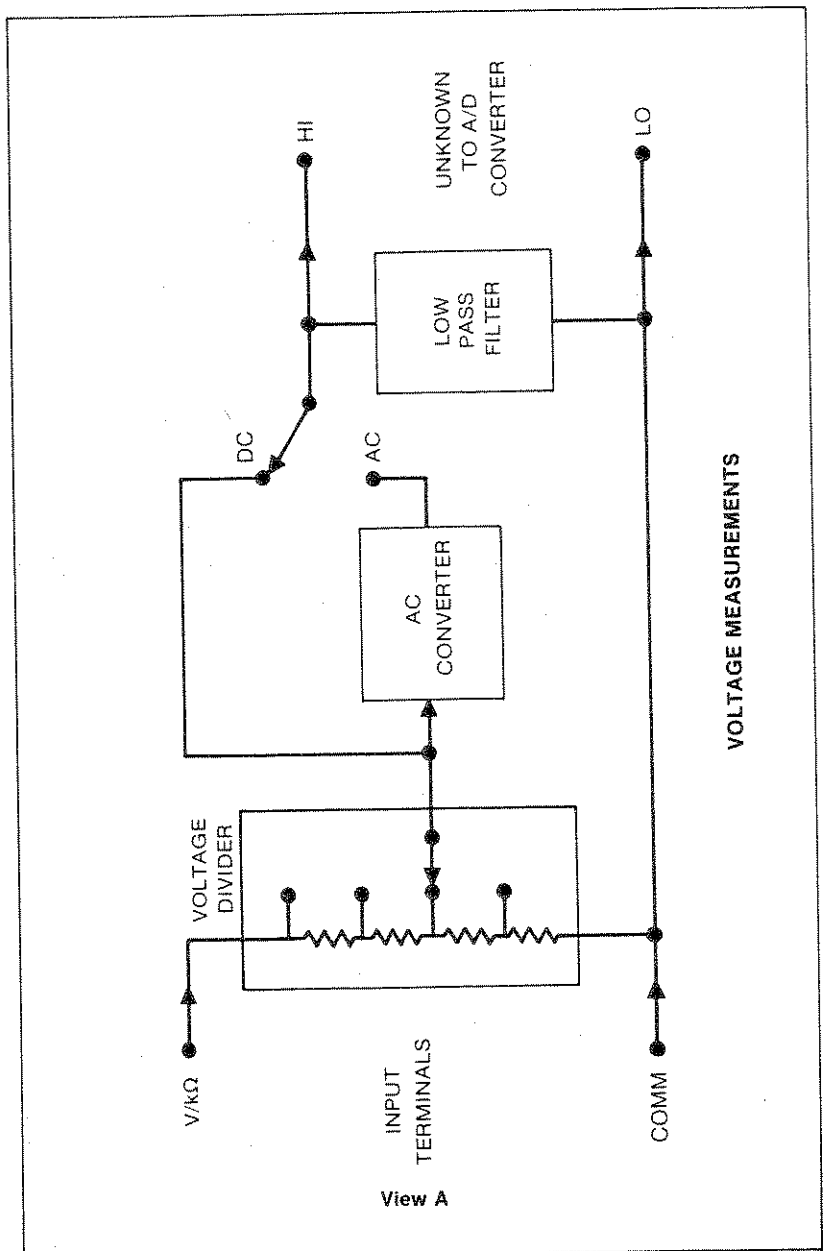 V/kΩ
VOLTAGE
DIVIDER
INPUT
TERMINALS
COMM
AC
CONVERTER
DC
AC
LOW
PASS
FILTER
HI
UNKNOWN
TO A/D
CONVERTER
LO
View A
VOLTAGE MEASUREMENTS